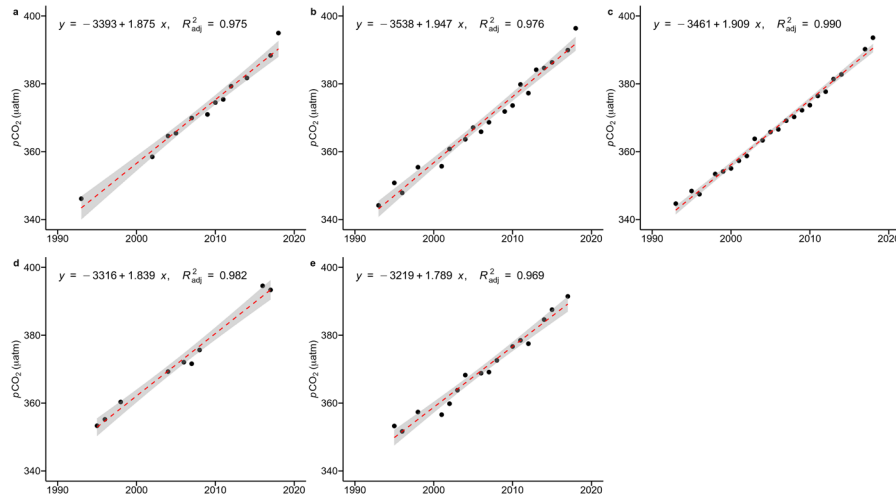 a
y = −3393 + 1.875 x, R²adj = 0.975
400
380
360
340
pCO₂ (µatm)
1990 2000 2010 2020
b
y = −3538 + 1.947 x, R²adj = 0.976
400
380
360
340
pCO₂ (µatm)
1990 2000 2010 2020
c
y = −3461 + 1.909 x, R²adj = 0.990
400
380
360
340
pCO₂ (µatm)
1990 2000 2010 2020
d
y = −3316 + 1.839 x, R²adj = 0.982
400
380
360
340
pCO₂ (µatm)
1990 2000 2010 2020
e
y = −3219 + 1.789 x, R²adj = 0.969
400
380
360
340
pCO₂ (µatm)
1990 2000 2010 2020